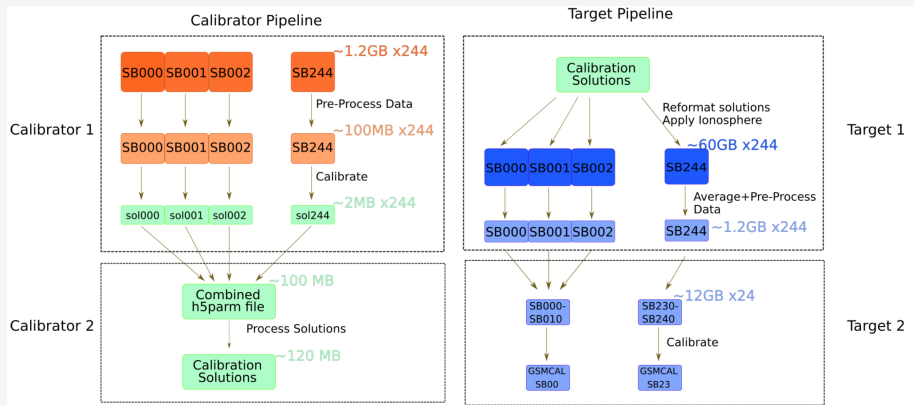 Calibrator Pipeline
Target Pipeline
Calibrator 1
SB000 SB001 SB002
SB244
~1.2GB x244
Pre-Process Data
SB000 SB001 SB002
SB244
~100MB x244
Calibrate
sol000 sol001 sol002
sol244
~2MB x244
Calibrator 2
~100 MB
Combined
h5parm file
Process Solutions
~120 MB
Calibration
Solutions
Target 1
Calibration
Solutions
Reformat solutions
Apply Ionosphere
~60GB x244
SB000 SB001 SB002
SB244
Average+Pre-Process
Data
SB000 SB001 SB002
SB244
~1.2GB x244
Target 2
SB000-
SB010
SB230-
SB240
~12GB x24
Calibrate
GSMCAL
SB00
GSMCAL
SB23